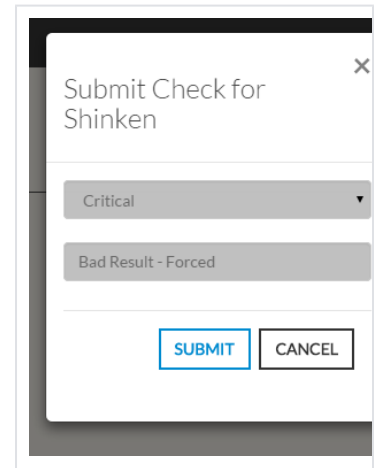 Submit Check for
Shinken
Critical
Bad Result - Forced
SUBMIT CANCEL